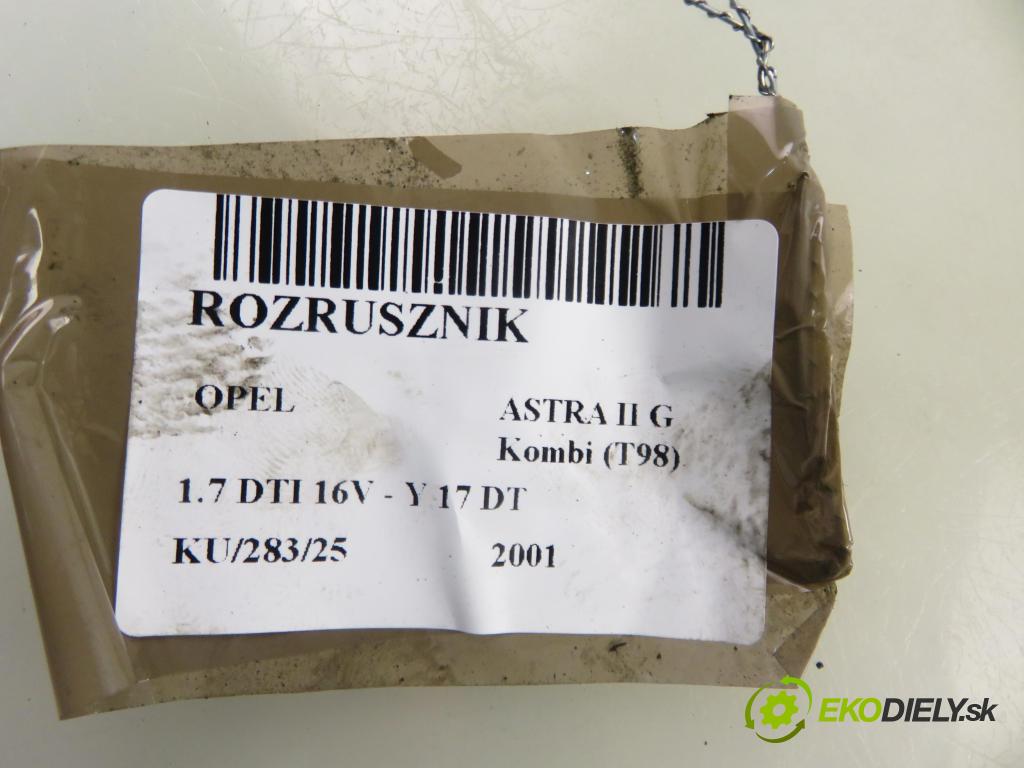 ROZRUSZNIK
OPEL ASTRA II G
Kombi (T98)
1.7 DTI 16V - Y 17 DT
KU/283/25 2001
EKODIELY.sk